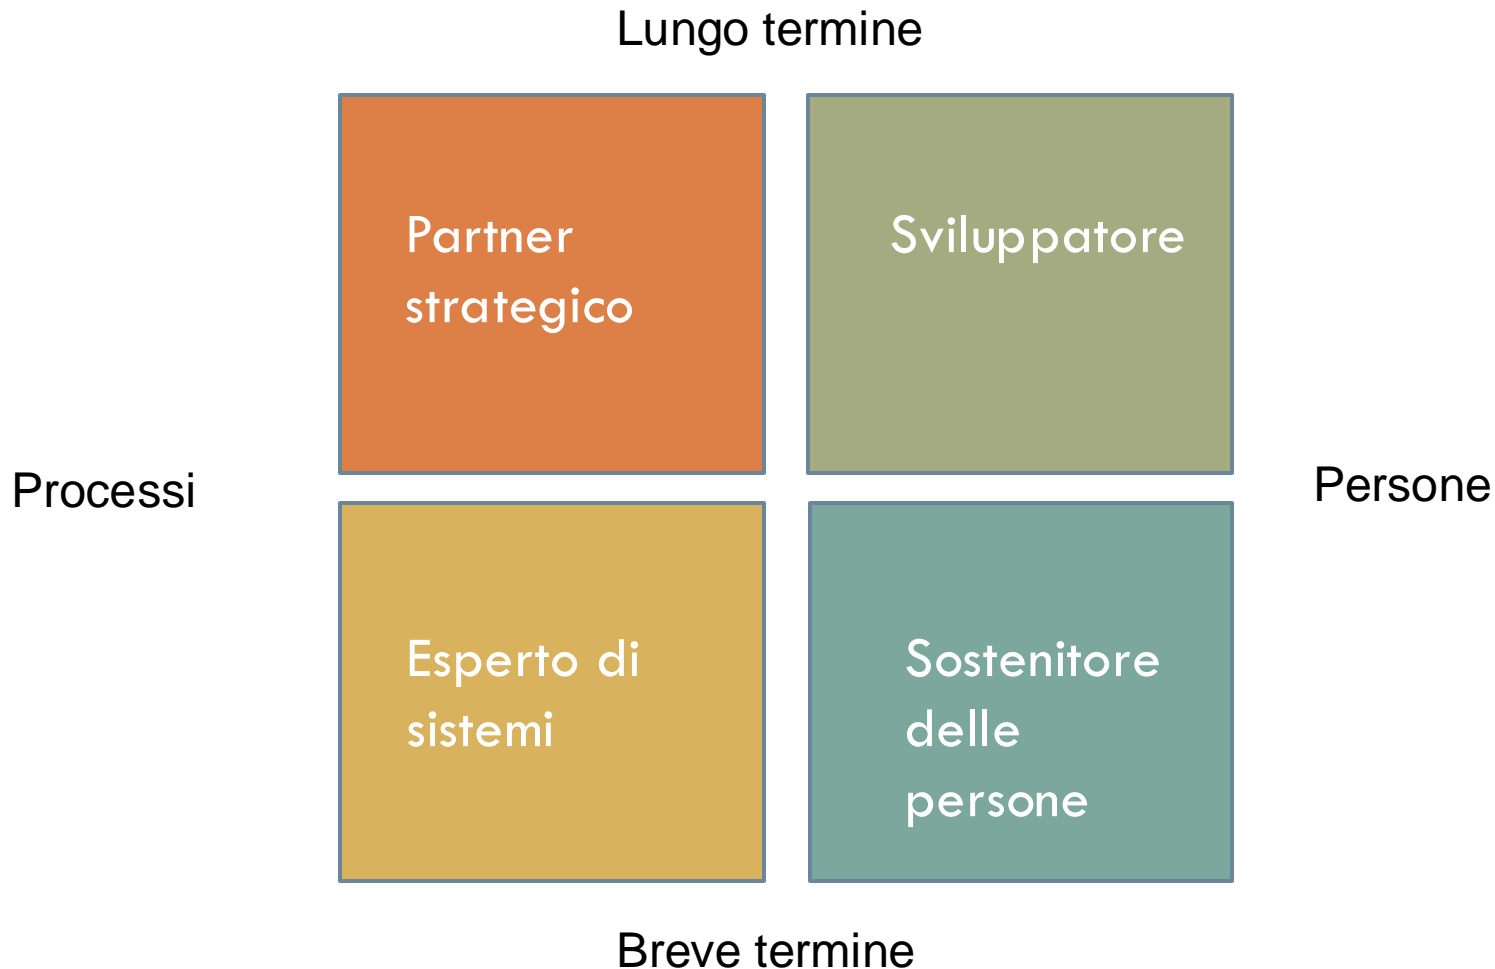 Lungo termine
Partner
strategico
Sviluppatore
Processi
Persone
Esperto di
sistemi
Sostenitore
delle
persone
Breve termine